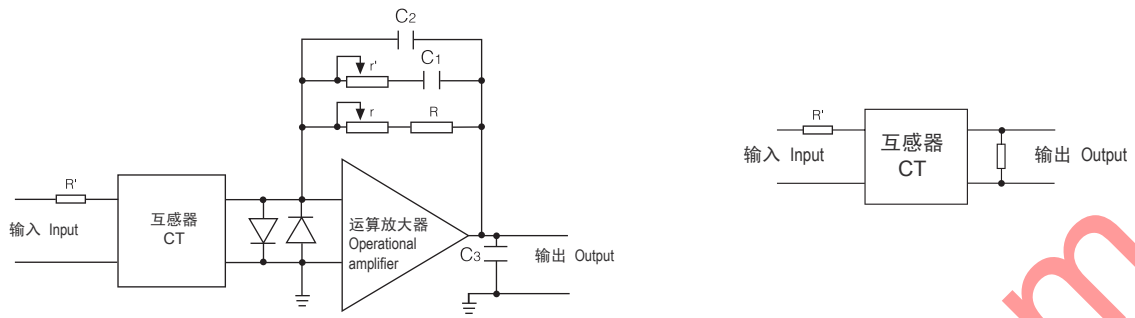 C2
r'
C1
r
R
R'
输入 Input
互感器
CT
运算放大器
Operational
amplifier
C3
输出 Output
R'
输入 Input
互感器
CT
输出 Output
m